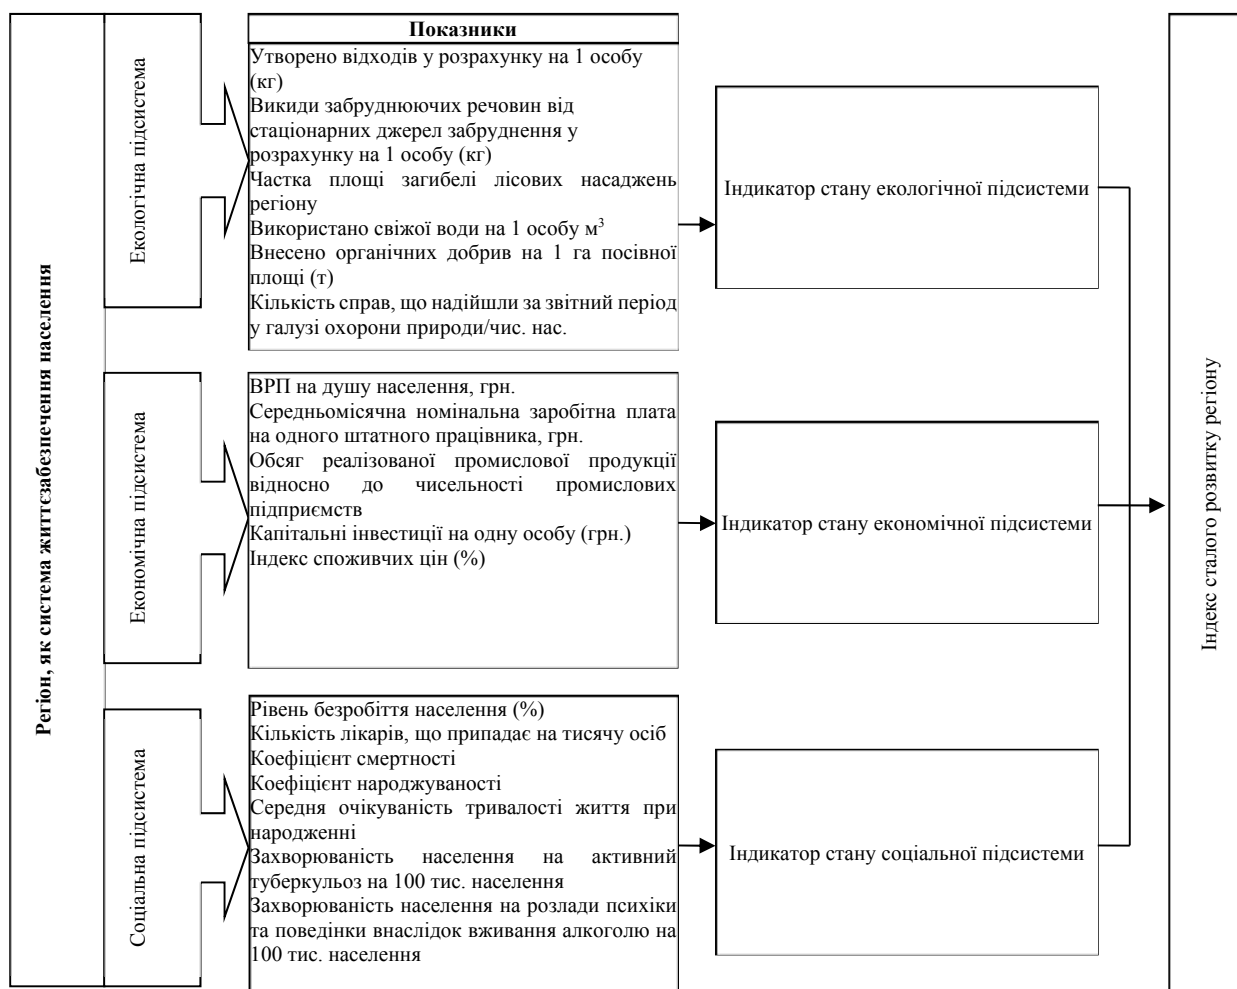 Регіон, як система життєзабезпечення населення
Екологічна підсистема
Показники
Утворено відходів у розрахунку на 1 особу
(кг)
Викиди забруднюючих речовин від
стаціонарних джерел забруднення у
розрахунку на 1 особу (кг)
Частка площі загибелі лісових насаджень
регіону
Використано свіжої води на 1 особу м³
Внесено органічних добрив на 1 га посівної
площі (т)
Кількість справ, що надійшли за звітний період
у галузі охорони природи/чис. нас.
Індикатор стану екологічної підсистеми
Економічна підсистема
ВРП на душу населення, грн.
Середньомісячна номінальна заробітна плата
на одного штатного працівника, грн.
Обсяг реалізованої промислової продукції
відносно до чисельності промислових
підприємств
Капітальні інвестиції на одну особу (грн.)
Індекс споживчих цін (%)
Індикатор стану економічної підсистеми
Соціальна підсистема
Рівень безробіття населення (%)
Кількість лікарів, що припадає на тисячу осіб
Коефіцієнт смертності
Коефіцієнт народжуваності
Середня очікуваність тривалості життя при
народженні
Захворюваність населення на активний
туберкульоз на 100 тис. населення
Захворюваність населення на розлади психіки
та поведінки внаслідок вживання алкоголю на
100 тис. населення
Індикатор стану соціальної підсистеми
Індекс сталого розвитку регіону